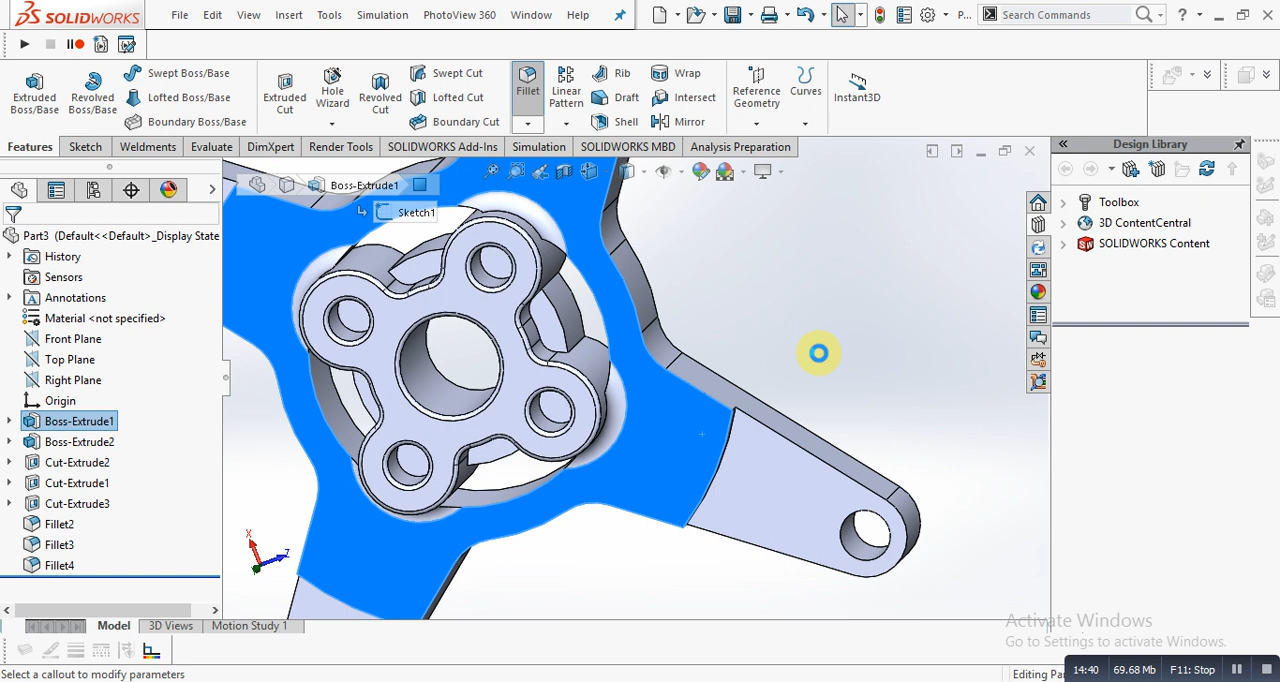 SOLIDWORKS
File Edit View Insert Tools Simulation PhotoView 360 Window Help
P...
Search Commands
?
Extruded Boss/Base
Revolved Boss/Base
Swept Boss/Base
Lofted Boss/Base
Boundary Boss/Base
Extruded Cut
Hole Wizard
Revolved Cut
Swept Cut
Lofted Cut
Boundary Cut
Fillet
Linear Pattern
Rib
Draft
Shell
Wrap
Intersect
Mirror
Reference Geometry
Curves
Instant3D
Features Sketch Weldments Evaluate DimXpert Render Tools SOLIDWORKS Add-Ins Simulation SOLIDWORKS MBD Analysis Preparation
Design Library
Boss-Extrude1
Sketch1
Toolbox
3D ContentCentral
SOLIDWORKS Content
Part3 (Default<<Default>_Display State
History
Sensors
Annotations
Material <not specified>
Front Plane
Top Plane
Right Plane
Origin
Boss-Extrude1
Boss-Extrude2
Cut-Extrude2
Cut-Extrude1
Cut-Extrude3
Fillet2
Fillet3
Fillet4
X
Z
Model 3D Views Motion Study 1
Activate Windows
Go to Settings to activate Windows.
Select a callout to modify parameters
Editing Pa
14:40 69.68 Mb F11: Stop